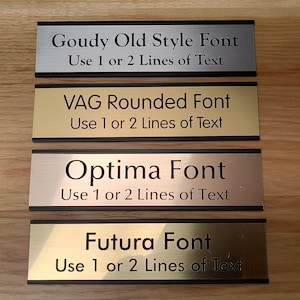 Goudy Old Style Font
Use 1 or 2 Lines of Text
VAG Rounded Font
Use 1 or 2 Lines of Text
Optima Font
Use 1 or 2 Lines of Text
Futura Font
Use 1 or 2 Lines of Text